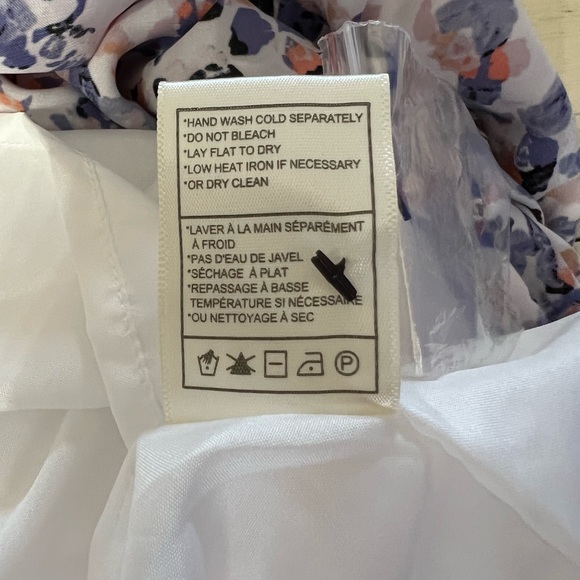 *HAND WASH COLD SEPARATELY
*DO NOT BLEACH
*LAY FLAT TO DRY
*LOW HEAT IRON IF NECESSARY
*OR DRY CLEAN
*LAVER À LA MAIN SÉPARÉMENT
À FROID
*PAS D'EAU DE JAVEL
*SÉCHAGE À PLAT
*REPASSAGE À BASSE
TEMPÉRATURE SI NÉCESSAIRE
*OU NETTOYAGE À SEC
P